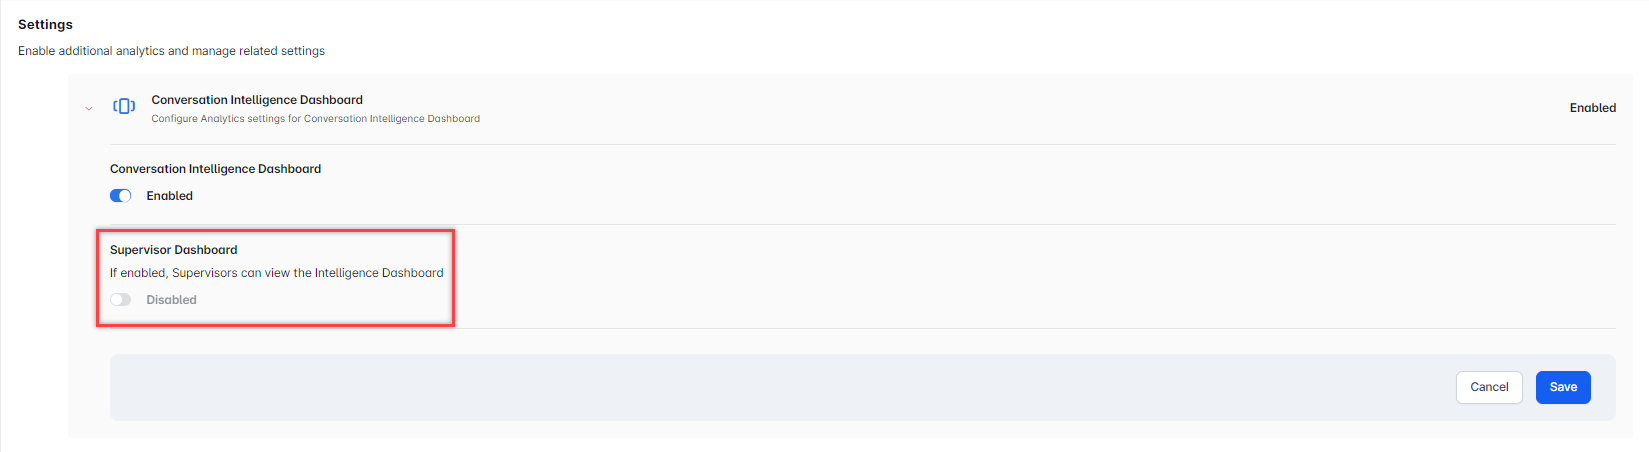 Settings
Enable additional analytics and manage related settings
Conversation Intelligence Dashboard
Configure Analytics settings for Conversation Intelligence Dashboard
Enabled
Conversation Intelligence Dashboard
Enabled
Supervisor Dashboard
If enabled, Supervisors can view the Intelligence Dashboard
Disabled
Cancel
Save